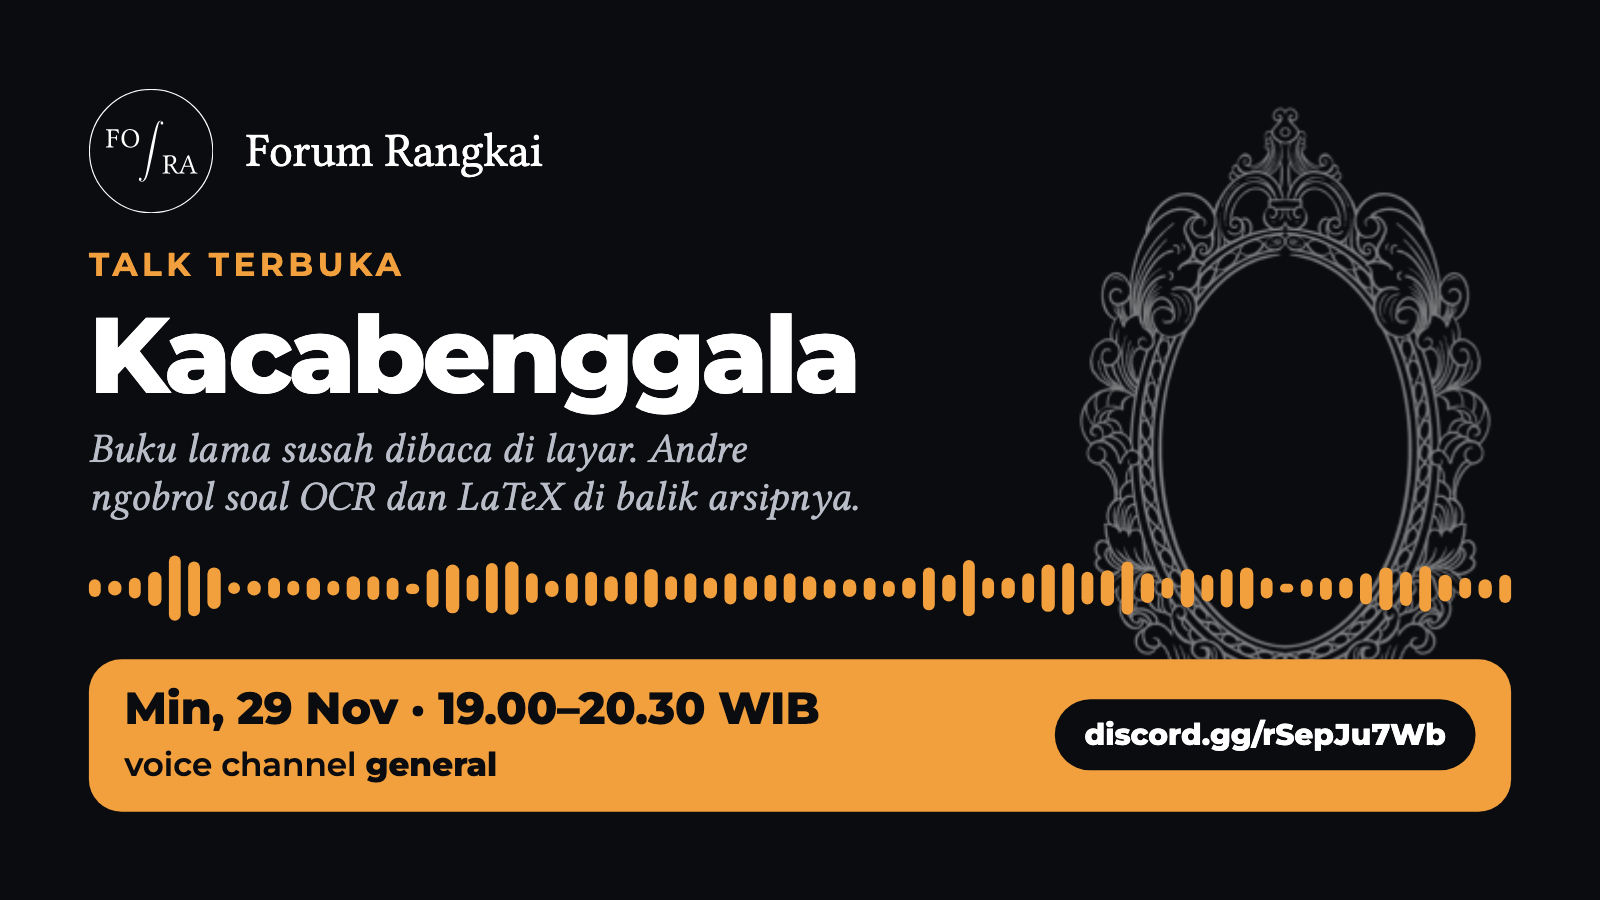 FO RA
Forum Rangkai
TALK TERBUKA
Kacabenggala
Buku lama susah dibaca di layar. Andre
ngobrol soal OCR dan LaTeX di balik arsipnya.
Min, 29 Nov · 19.00–20.30 WIB
voice channel general
discord.gg/rSepJu7Wb